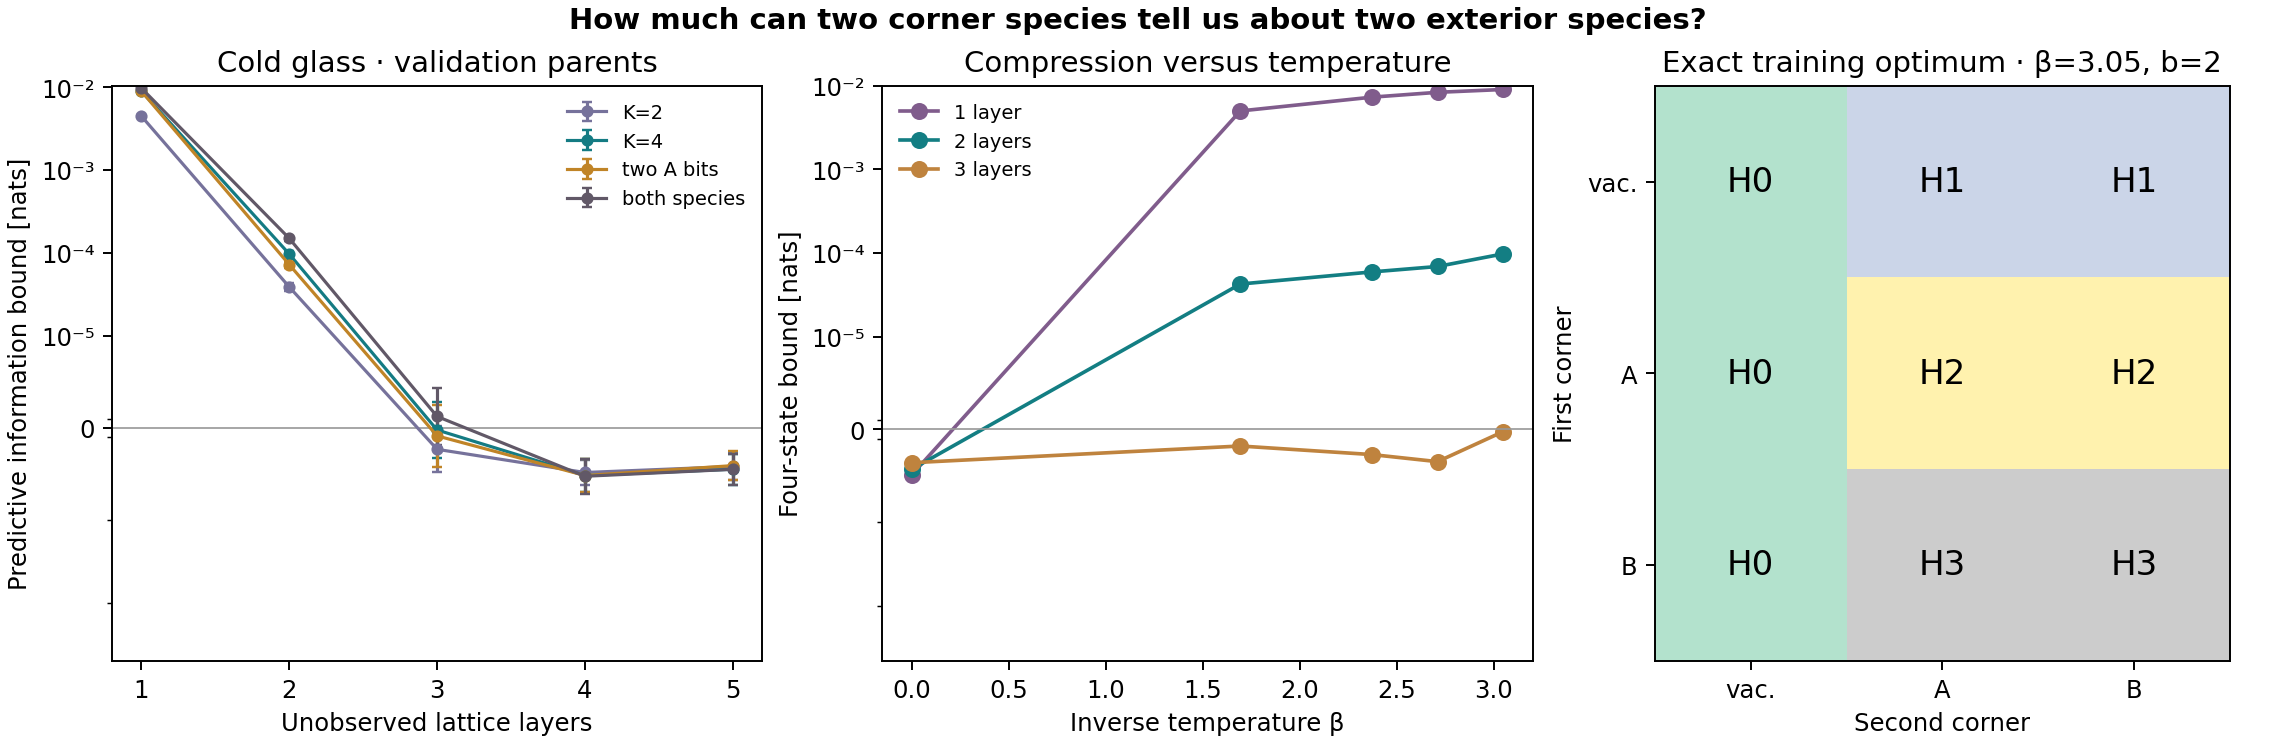 How much can two corner species tell us about two exterior species?
Cold glass · validation parents
Predictive information bound [nats]
10⁻²
10⁻³
10⁻⁴
10⁻⁵
0
K=2
K=4
two A bits
both species
1 2 3 4 5
Unobserved lattice layers
Compression versus temperature
Four-state bound [nats]
10⁻²
10⁻³
10⁻⁴
10⁻⁵
0
1 layer
2 layers
3 layers
0.0 0.5 1.0 1.5 2.0 2.5 3.0
Inverse temperature β
Exact training optimum · β=3.05, b=2
First corner
vac. H0 H1 H1
A H0 H2 H2
B H0 H3 H3
vac. A B
Second corner